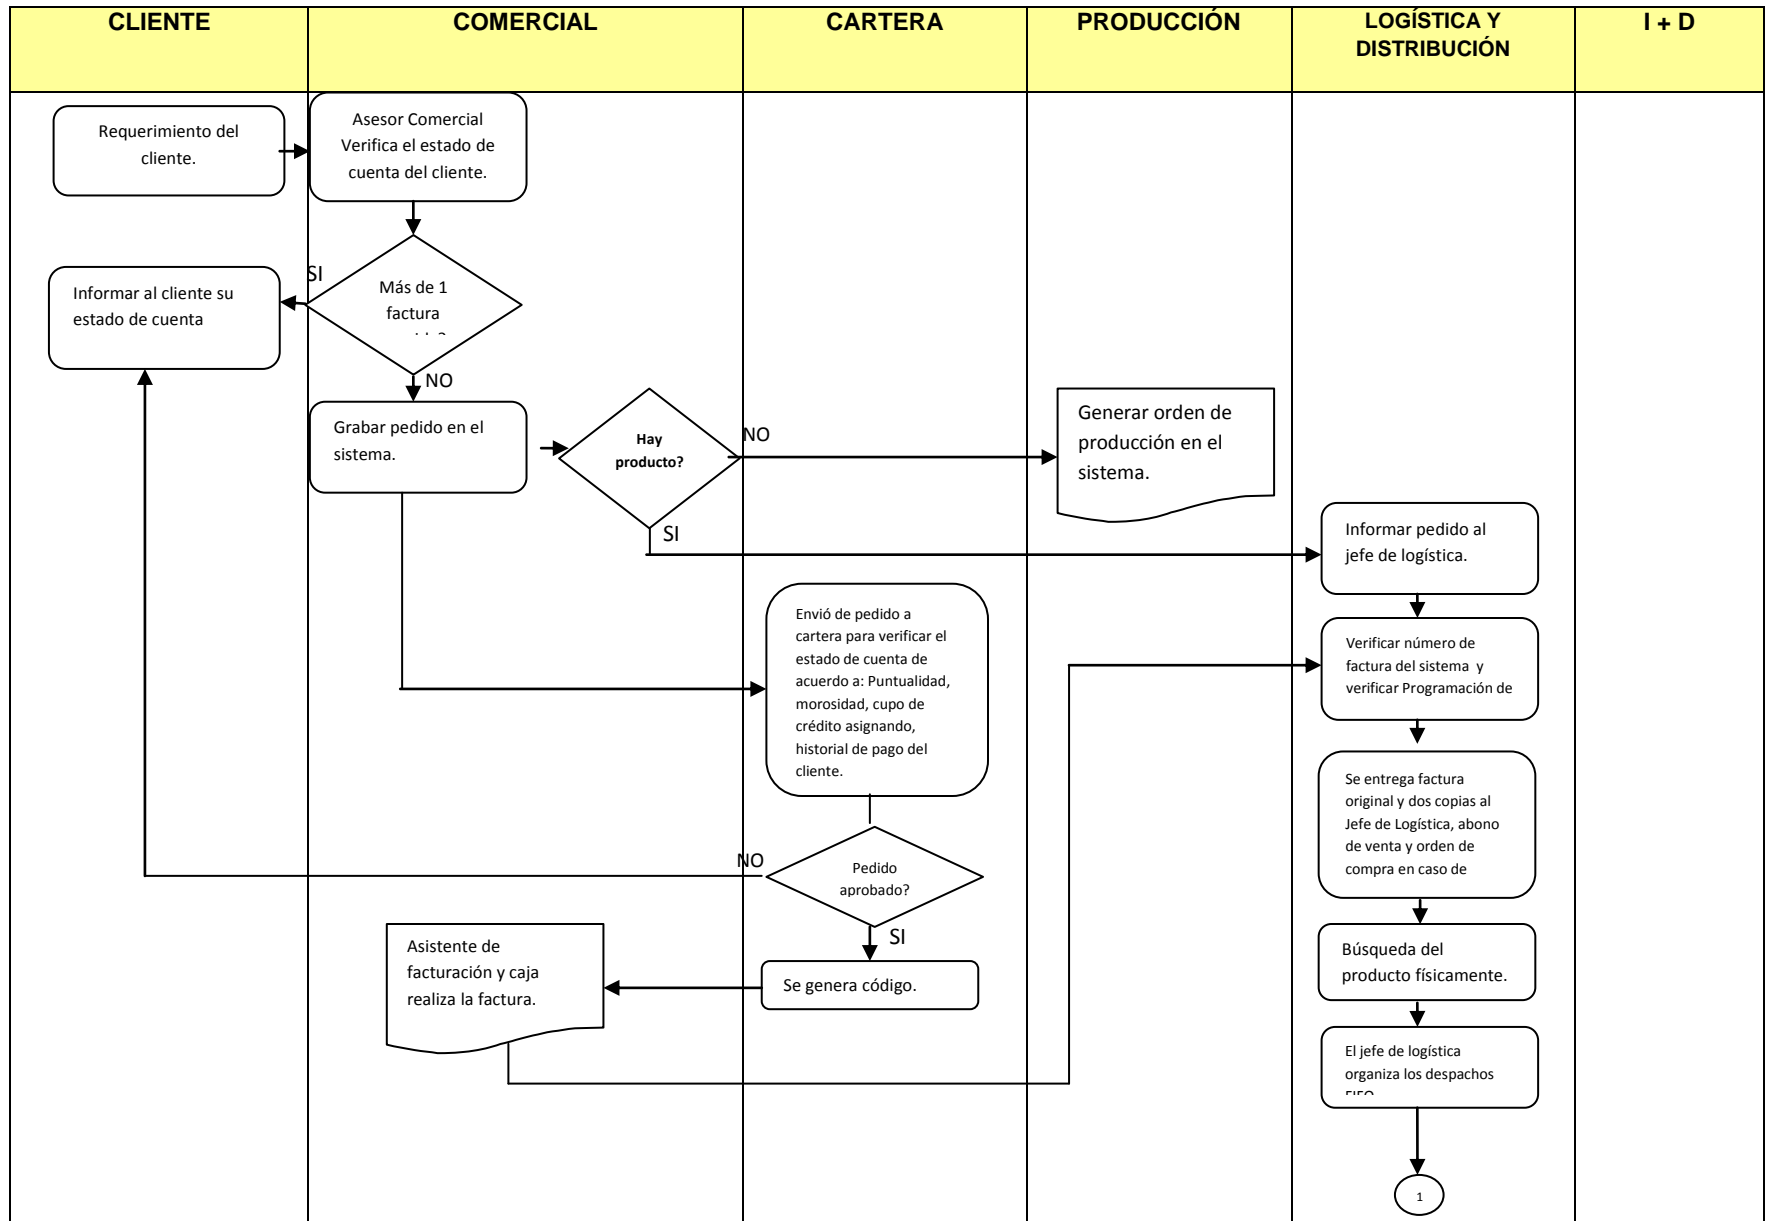 CLIENTE
COMERCIAL
CARTERA
PRODUCCIÓN
LOGÍSTICA Y
DISTRIBUCIÓN
I + D
Requerimiento del
cliente.
Asesor Comercial
Verifica el estado de
cuenta del cliente.
SI
Más de 1
factura
Informar al cliente su
estado de cuenta
NO
Grabar pedido en el
sistema.
Hay
producto?
NO
Generar orden de
producción en el
sistema.
SI
Informar pedido al
jefe de logística.
Envió de pedido a
cartera para verificar el
estado de cuenta de
acuerdo a: Puntualidad,
morosidad, cupo de
crédito asignando,
historial de pago del
cliente.
Verificar número de
factura del sistema y
verificar Programación de
Se entrega factura
original y dos copias al
Jefe de Logística, abono
de venta y orden de
compra en caso de
NO
Pedido
aprobado?
SI
Asistente de
facturación y caja
realiza la factura.
Se genera código.
Búsqueda del
producto físicamente.
El jefe de logística
organiza los despachos
1